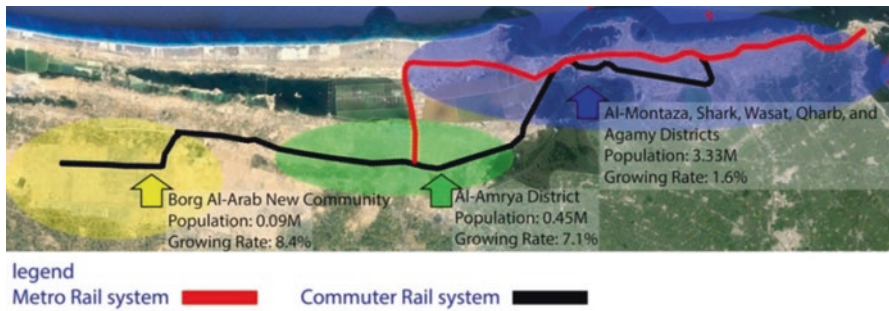 Al-Montaza, Shark, Wasat, Qharb, and
Agamy Districts
Population: 3.33M
Growing Rate: 1.6%
Borg Al-Arab New Community
Population: 0.09M
Growing Rate: 8.4%
Al-Amrya District
Population: 0.45M
Growing Rate: 7.1%
legend
Metro Rail system
Commuter Rail system